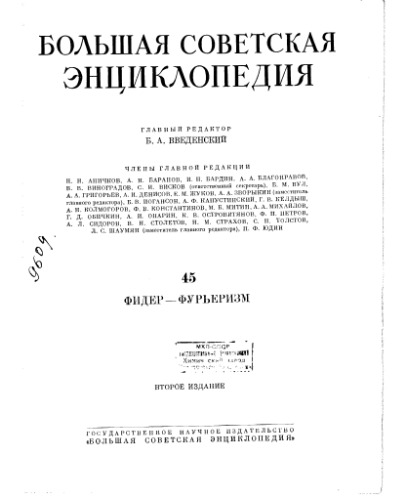 БОЛЬШАЯ СОВЕТСКАЯ
ЭНЦИКЛОПЕДИЯ
ГЛАВНЫЙ РЕДАКТОР
Б. А. ВВЕДЕНСКИЙ
ЧЛЕНЫ ГЛАВНОЙ РЕДАКЦИИ
Н. Н. АНИЧКОВ, А. Н. БАРАНОВ, И. П. БАРДИН, А. А. БЛАГОНРАВОВ,
В. В. ВИНОГРАДОВ, С. Н. ВИСКОВ (ответственный секретарь), Б. М. ВУЛ,
А. А. ГРИГОРЬЕВ, А. И. ДЕНИСОВ, Е. М. ЖУКОВ, А. А. ЗВОРЫКИН (заместитель
главного редактора), Б. В. ИОГАНСОН, А. Ф. КАПУСТИНСКИЙ, Г. В. КЕЛДЫШ,
А. Н. КОЛМОГОРОВ, Ф. В. КОНСТАНТИНОВ, М. Б. МИТИН, А. А. МИХАЙЛОВ,
Г. Д. ОБИЧКИН, А. И. ОПАРИН, К. В. ОСТРОВИТЯНОВ, Ф. Н. ПЕТРОВ,
А. Л. СИДОРОВ, В. Н. СТОЛЕТОВ, Н. М. СТРАХОВ, С. П. ТОЛСТОВ,
Л. С. ШАУМЯН (заместитель главного редактора), П. Ф. ЮДИН
9609
45
ФИДЕР — ФУРЬЕРИЗМ
МХП-СССР
ВТОРОЕ ИЗДАНИЕ
ГОСУДАРСТВЕННОЕ НАУЧНОЕ ИЗДАТЕЛЬСТВО
«БОЛЬШАЯ СОВЕТСКАЯ ЭНЦИКЛОПЕДИЯ»